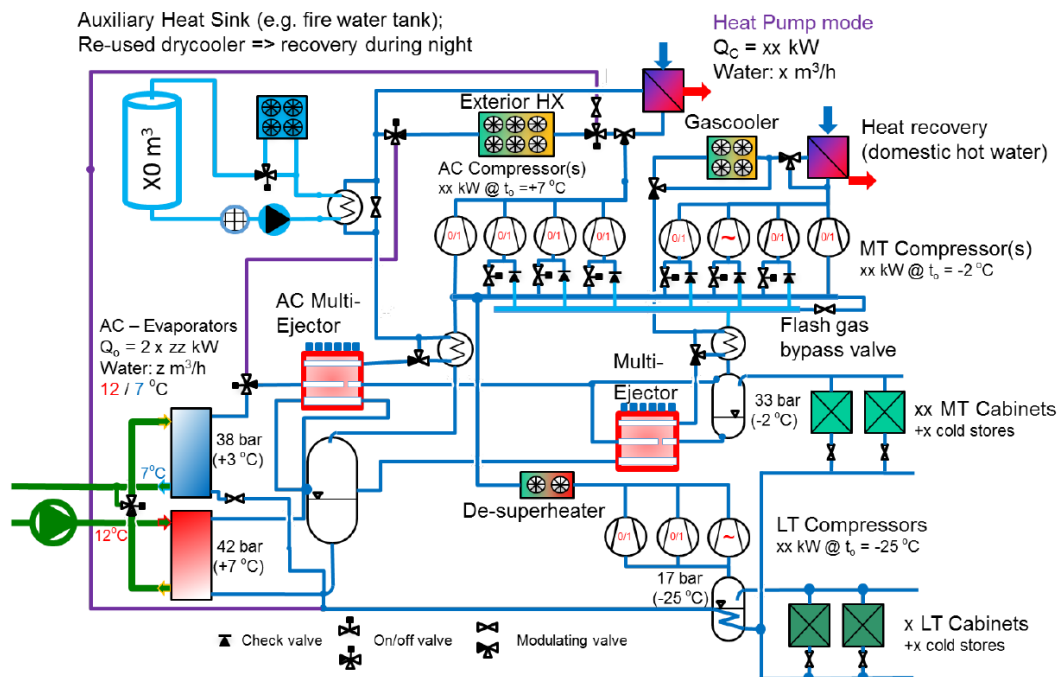 Auxiliary Heat Sink (e.g. fire water tank);
Re-used drycooler => recovery during night
Heat Pump mode
Q_C = xx kW
Water: x m³/h
X0 m³
Exterior HX
AC Compressor(s)
xx kW @ t_o = +7 °C
Gascooler
Heat recovery
(domestic hot water)
0/1
0/1
0/1
0/1
0/1
~
0/1
0/1
MT Compressor(s)
xx kW @ t_o = -2 °C
AC Multi-
Ejector
Flash gas
bypass valve
AC – Evaporators
Q_o = 2 x zz kW
Water: z m³/h
12 / 7 °C
Multi-
Ejector
33 bar
(-2 °C)
xx MT Cabinets
+x cold stores
38 bar
(+3 °C)
7°C
12°C
42 bar
(+7 °C)
De-superheater
0/1
0/1
~
LT Compressors
xx kW @ t_o = -25 °C
17 bar
(-25 °C)
x LT Cabinets
+x cold stores
Check valve
On/off valve
Modulating valve